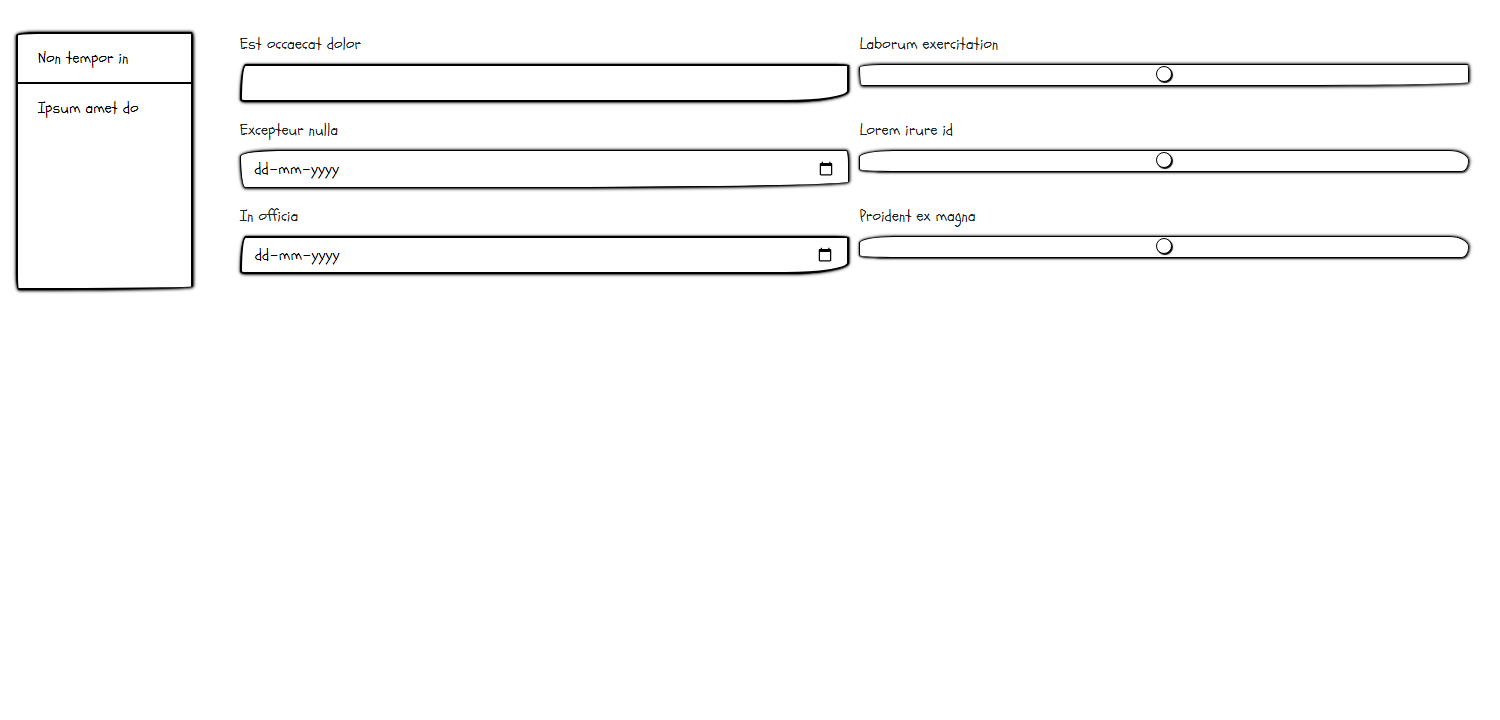 Non tempor in
Ipsum amet do
Est occaecat dolor
Excepteur nulla
dd-mm-yyyy
In officia
dd-mm-yyyy
Laborum exercitation
Lorem irure id
Proident ex magna